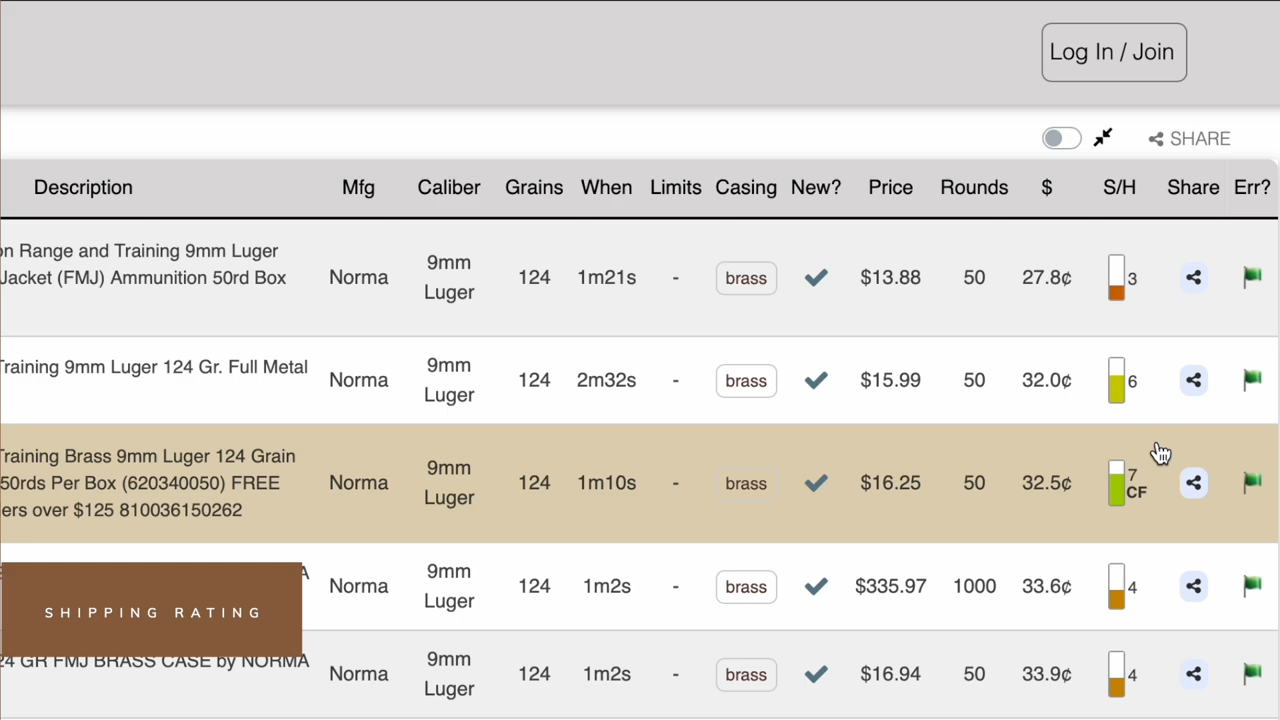 Log In / Join
SHARE
Description Mfg Caliber Grains When Limits Casing New? Price Rounds $ S/H Share Err?
on Range and Training 9mm Luger
Jacket (FMJ) Ammunition 50rd Box
Norma 9mm Luger 124 1m21s - brass $13.88 50 27.8¢ 3
Training 9mm Luger 124 Gr. Full Metal
Norma 9mm Luger 124 2m32s - brass $15.99 50 32.0¢ 6
Training Brass 9mm Luger 124 Grain
50rds Per Box (620340050) FREE
ers over $125 810036150262
Norma 9mm Luger 124 1m10s - brass $16.25 50 32.5¢ 7 CF
Norma 9mm Luger 124 1m2s - brass $335.97 1000 33.6¢ 4
SHIPPING RATING
24 GR FMJ BRASS CASE by NORMA
Norma 9mm Luger 124 1m2s - brass $16.94 50 33.9¢ 4